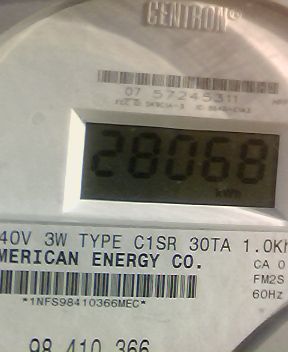 CENTRON®
07 57245311
28068
kWh
40V 3W TYPE C1SR 30TA 1.0Kh
MERICAN ENERGY CO.
CA 0
FM2S
60Hz
*1NFS98410366MEC*
98 410 366